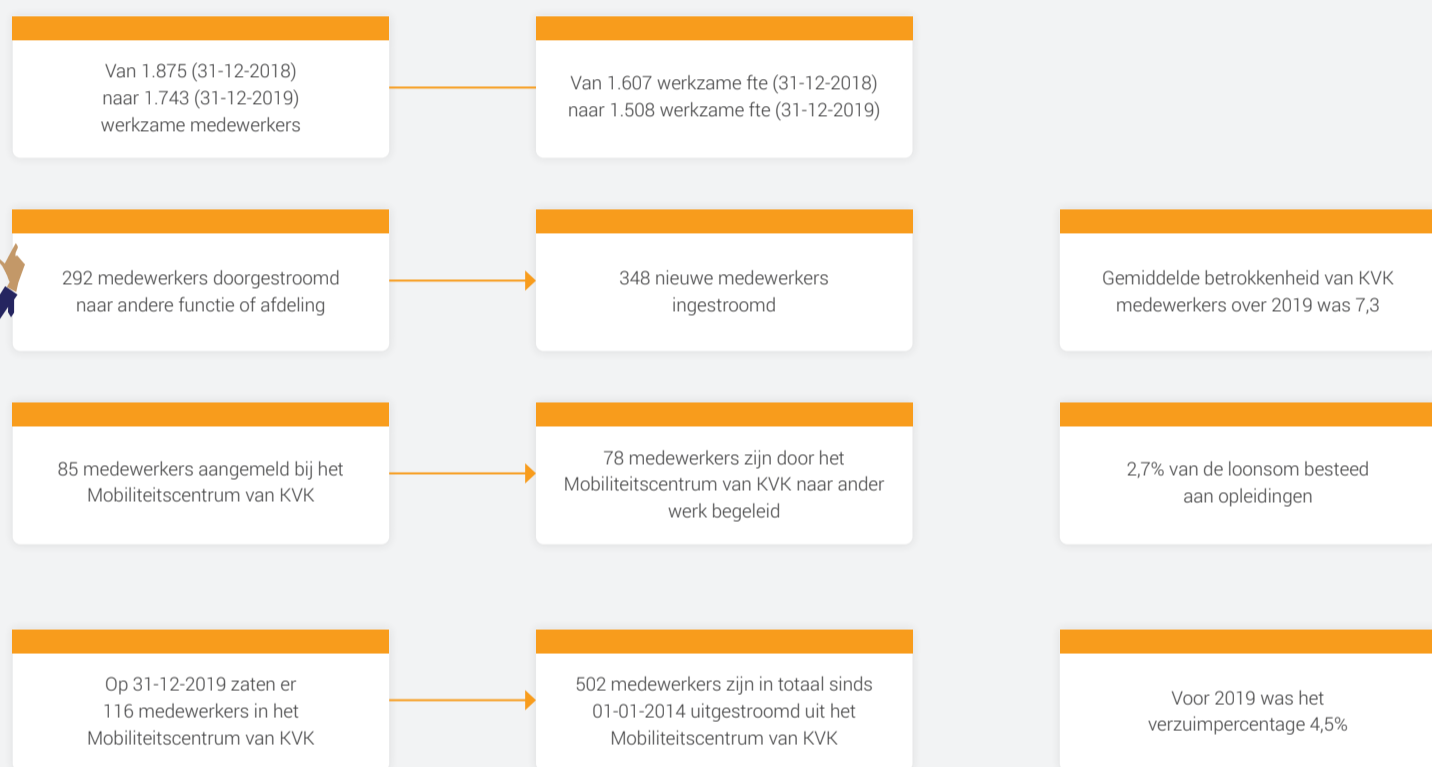 Van 1.875 (31-12-2018)
naar 1.743 (31-12-2019)
werkzame medewerkers
Van 1.607 werkzame fte (31-12-2018)
naar 1.508 werkzame fte (31-12-2019)
292 medewerkers doorgestroomd
naar andere functie of afdeling
348 nieuwe medewerkers
ingestroomd
Gemiddelde betrokkenheid van KVK
medewerkers over 2019 was 7,3
85 medewerkers aangemeld bij het
Mobiliteitscentrum van KVK
78 medewerkers zijn door het
Mobiliteitscentrum van KVK naar ander
werk begeleid
2,7% van de loonsom besteed
aan opleidingen
Op 31-12-2019 zaten er
116 medewerkers in het
Mobiliteitscentrum van KVK
502 medewerkers zijn in totaal sinds
01-01-2014 uitgestroomd uit het
Mobiliteitscentrum van KVK
Voor 2019 was het
verzuimpercentage 4,5%